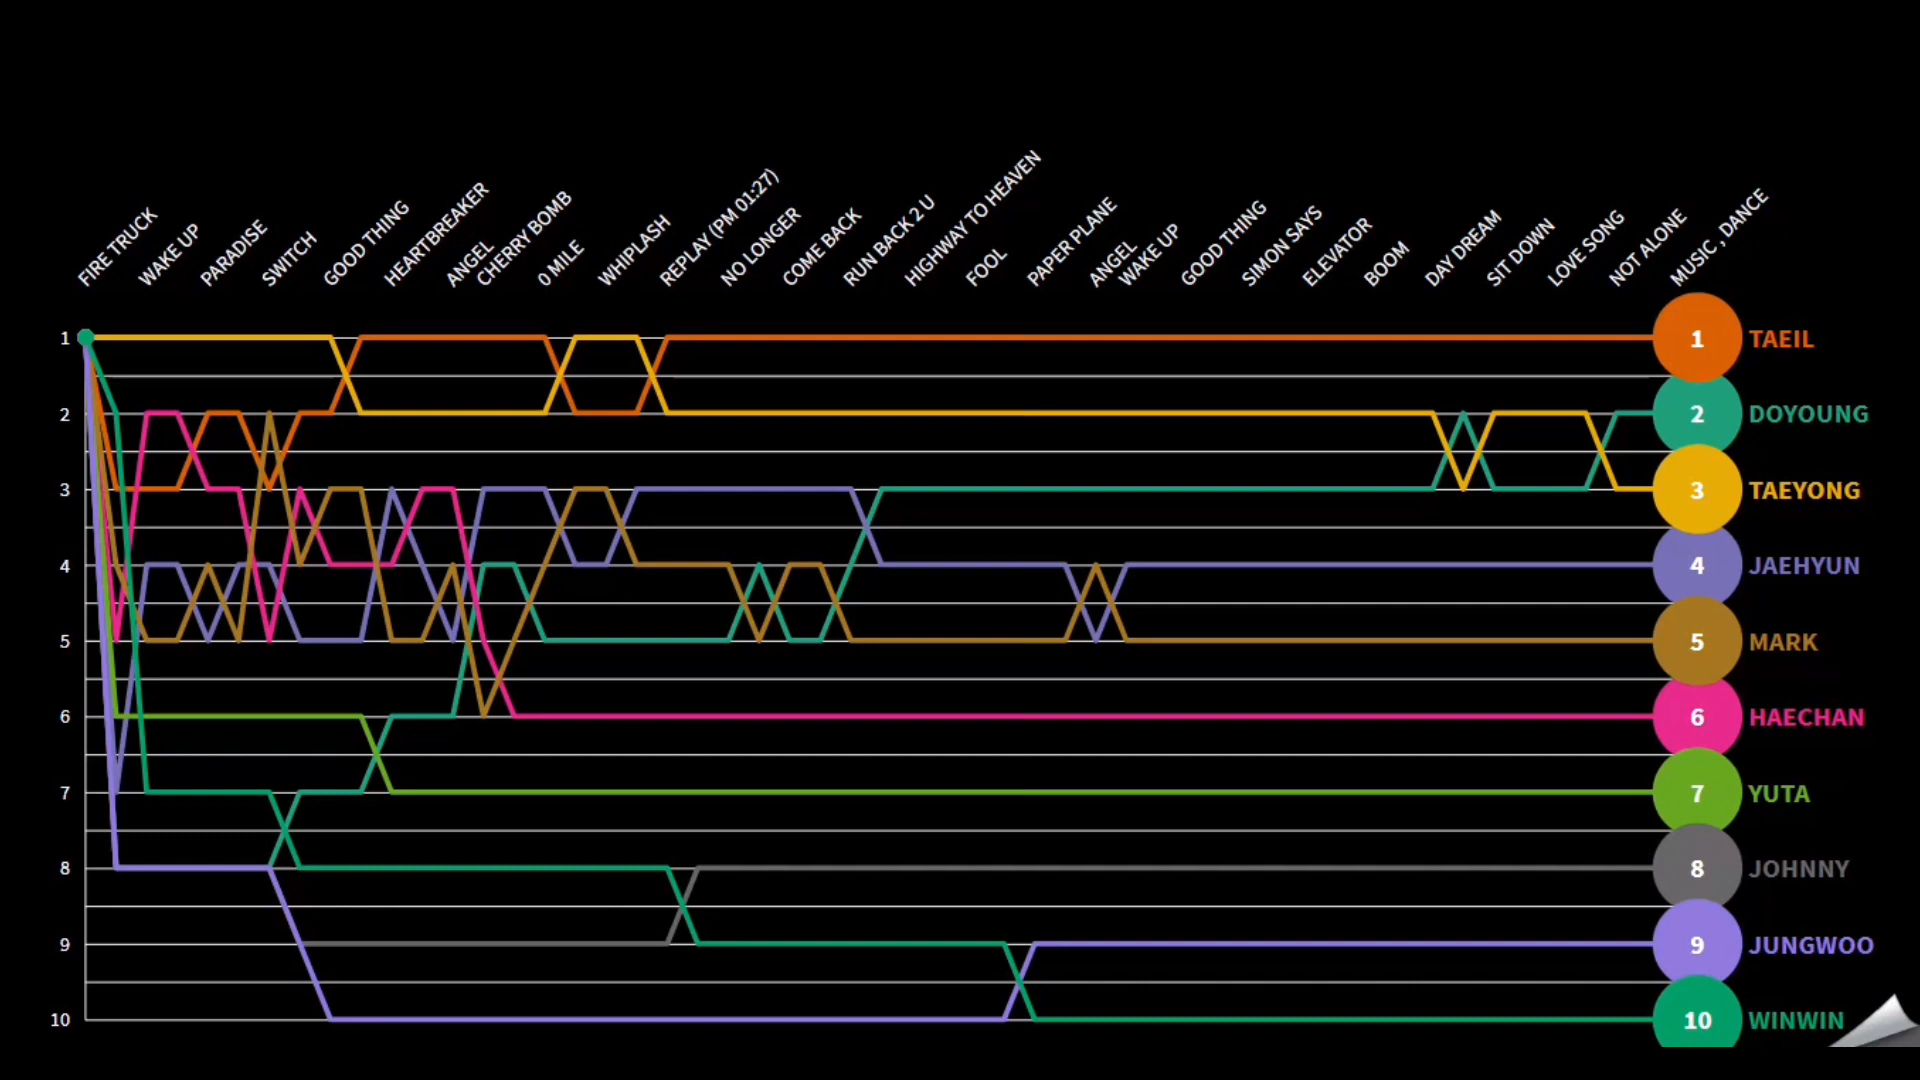 FIRE TRUCK
WAKE UP
PARADISE
SWITCH
GOOD THING
HEARTBREAKER
ANGEL
CHERRY BOMB
0 MILE
WHIPLASH
REPLAY (PM 01:27)
NO LONGER
COME BACK
RUN BACK 2 U
HIGHWAY TO HEAVEN
FOOL
PAPER PLANE
ANGEL
WAKE UP
GOOD THING
SIMON SAYS
ELEVATOR
BOOM
DAY DREAM
SIT DOWN
LOVE SONG
NOT ALONE
MUSIC , DANCE
1 1 TAEIL
2 2 DOYOUNG
3 3 TAEYONG
4 4 JAEHYUN
5 5 MARK
6 6 HAECHAN
7 7 YUTA
8 8 JOHNNY
9 9 JUNGWOO
10 10 WINWIN